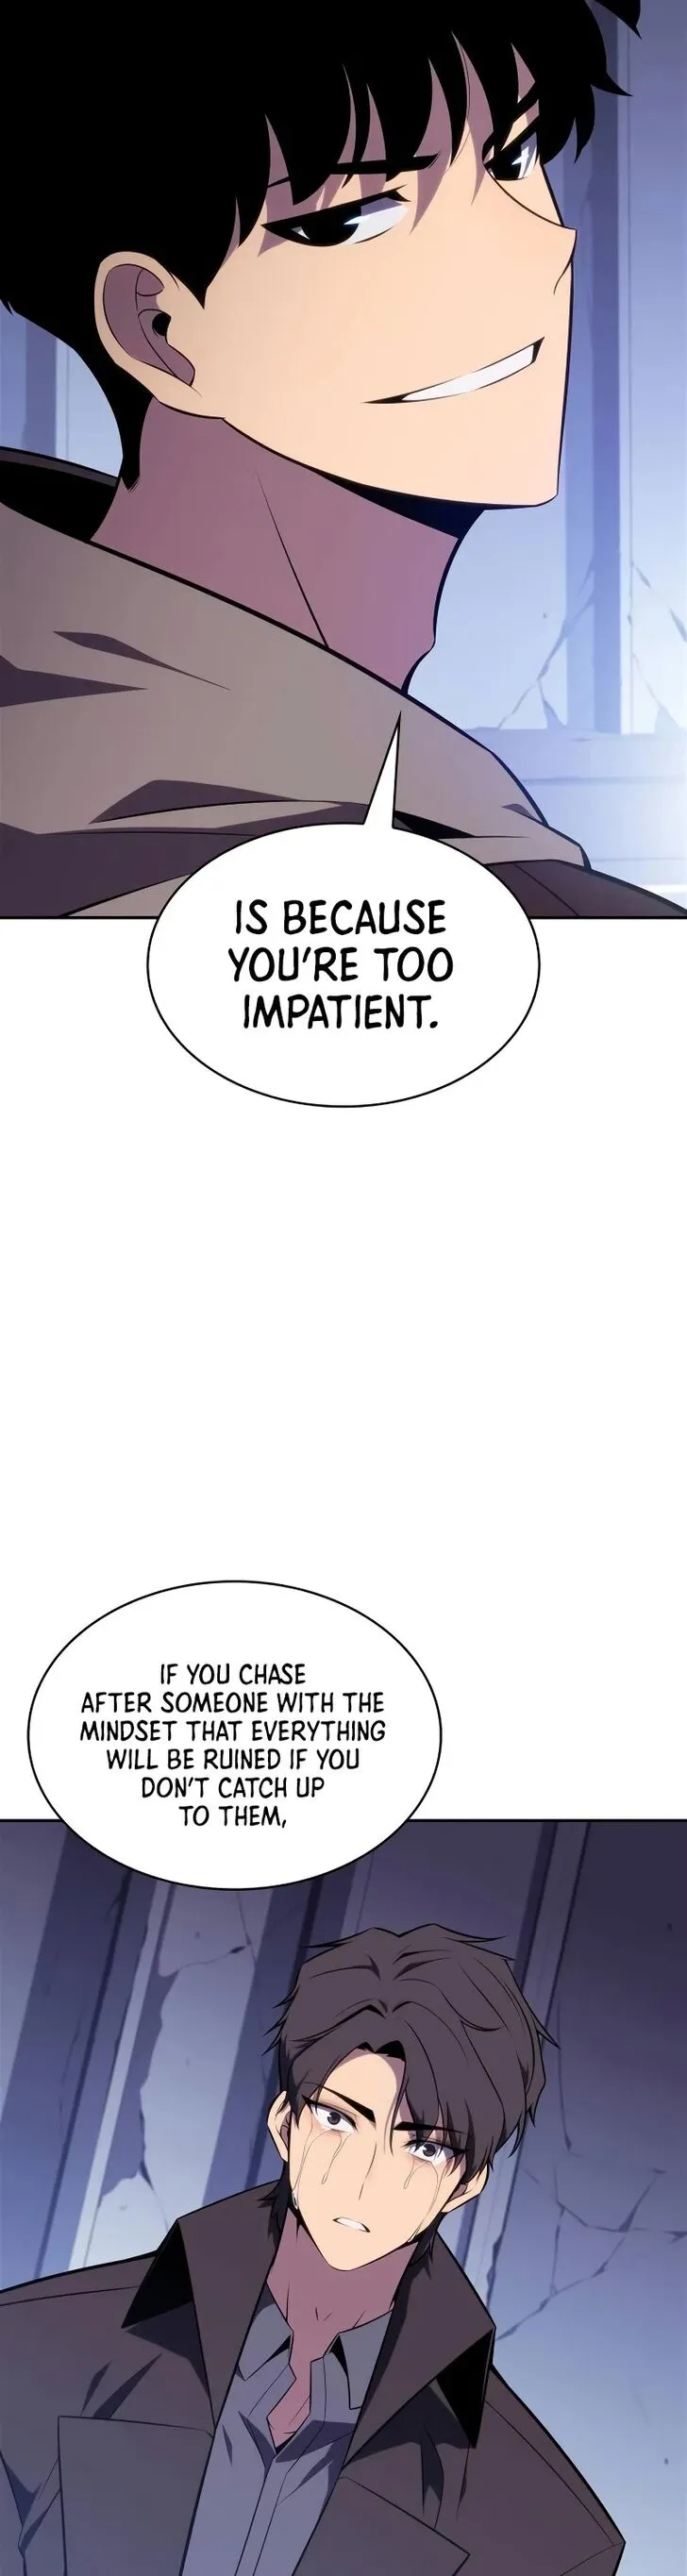 IS BECAUSE
YOU'RE TOO
IMPATIENT.
IF YOU CHASE
AFTER SOMEONE WITH THE
MINDSET THAT EVERYTHING
WILL BE RUINED IF YOU
DON'T CATCH UP
TO THEM,